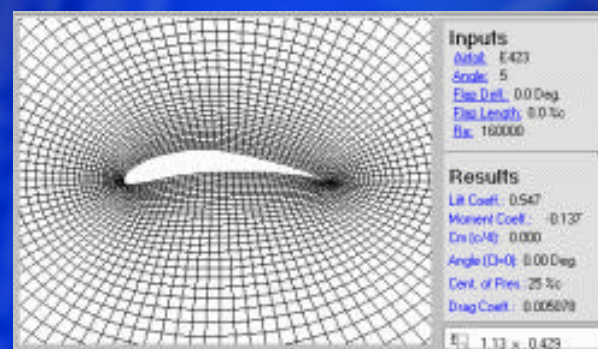 Inputs
Airfoil: E423
Angle: 5
Flap Defl.: 0.0 Deg.
Flap Length: 0.0 %c
Re: 160000
Results
Lift Coeff.: 0.547
Moment Coeff.: -0.137
Cm (c/4): 0.000
Angle (Cl=0): 0.00 Deg.
Cent. of Pres.: 25 %c
Drag Coeff.: 0.005078
1.13 × 0.429